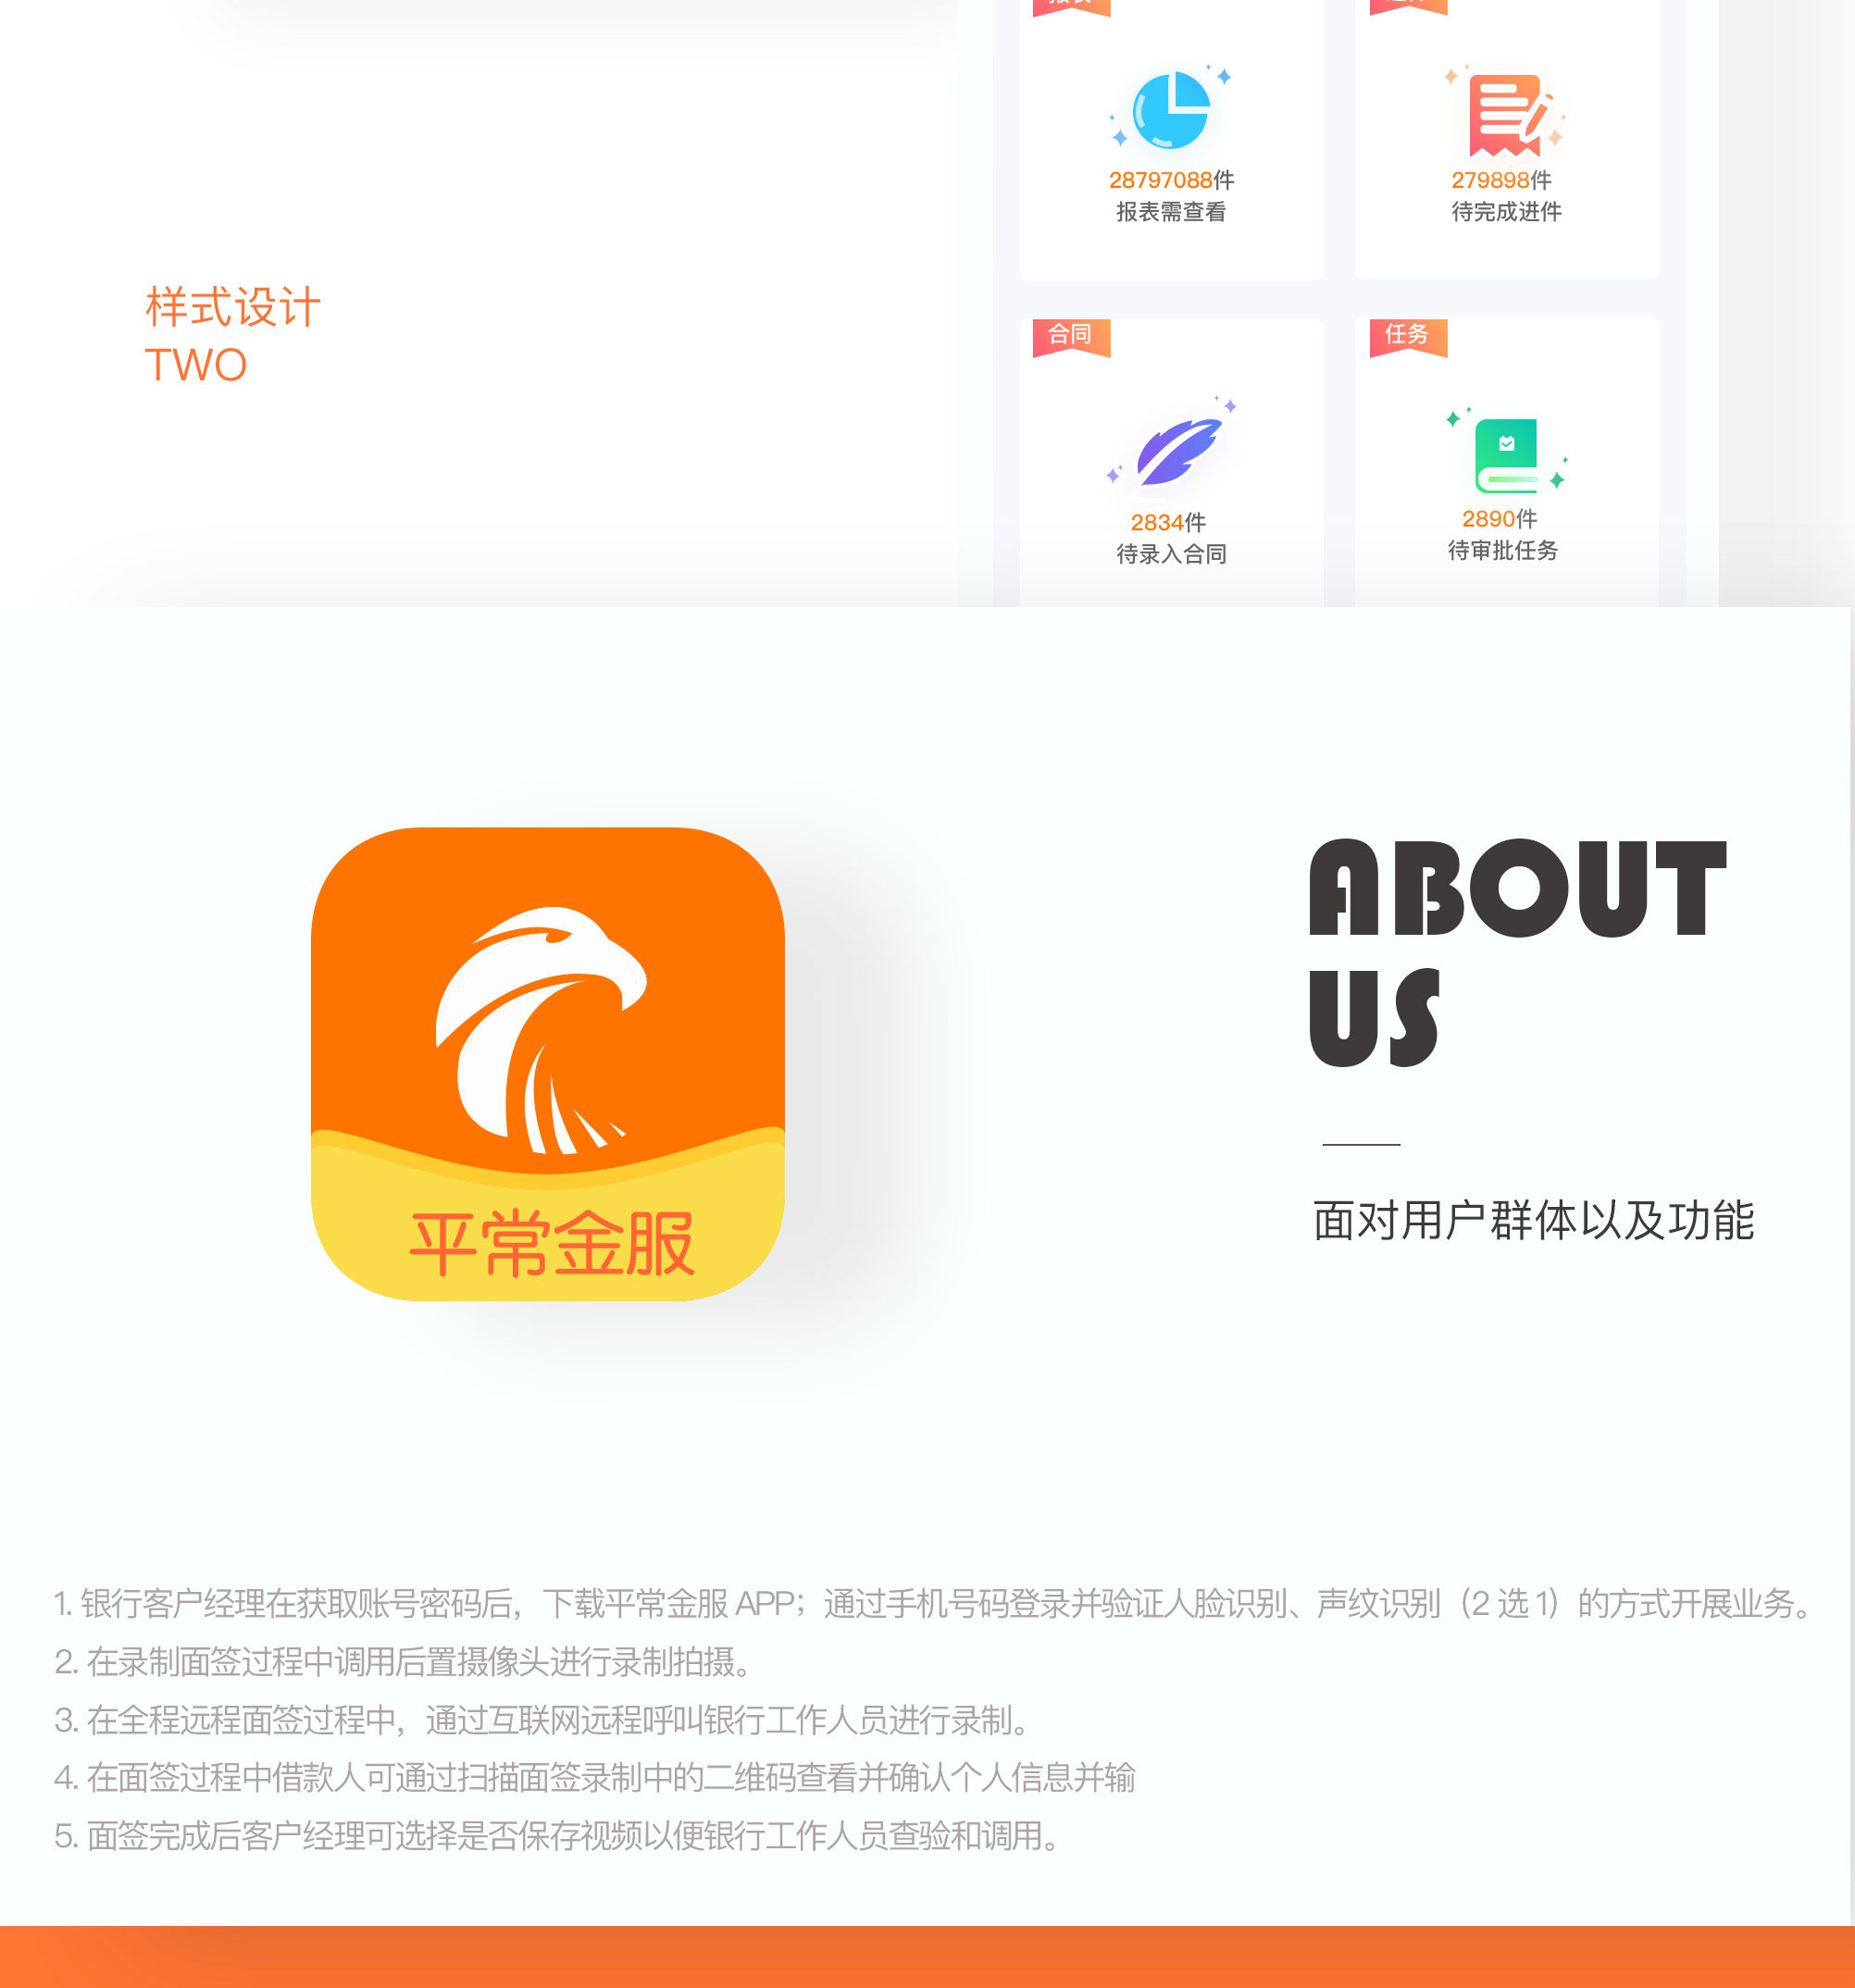 28797088件
报表需查看
279898件
待完成进件
样式设计
TWO
合同
任务
2834件
待录入合同
2890件
待审批任务
ABOUT
US
面对用户群体以及功能
平常金服
1. 银行客户经理在获取账号密码后，下载平常金服 APP；通过手机号码登录并验证人脸识别、声纹识别（2 选 1）的方式开展业务。
2. 在录制面签过程中调用后置摄像头进行录制拍摄。
3. 在全程远程面签过程中，通过互联网远程呼叫银行工作人员进行录制。
4. 在面签过程中借款人可通过扫描面签录制中的二维码查看并确认个人信息并输
5. 面签完成后客户经理可选择是否保存视频以便银行工作人员查验和调用。